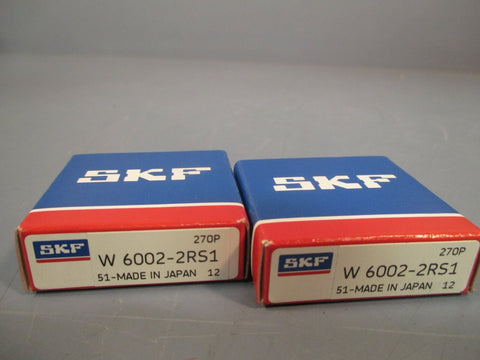 SKF
270P
SKF W 6002-2RS1
51-MADE IN JAPAN 12
SKF
270P
SKF W 6002-2RS1
51-MADE IN JAPAN 12